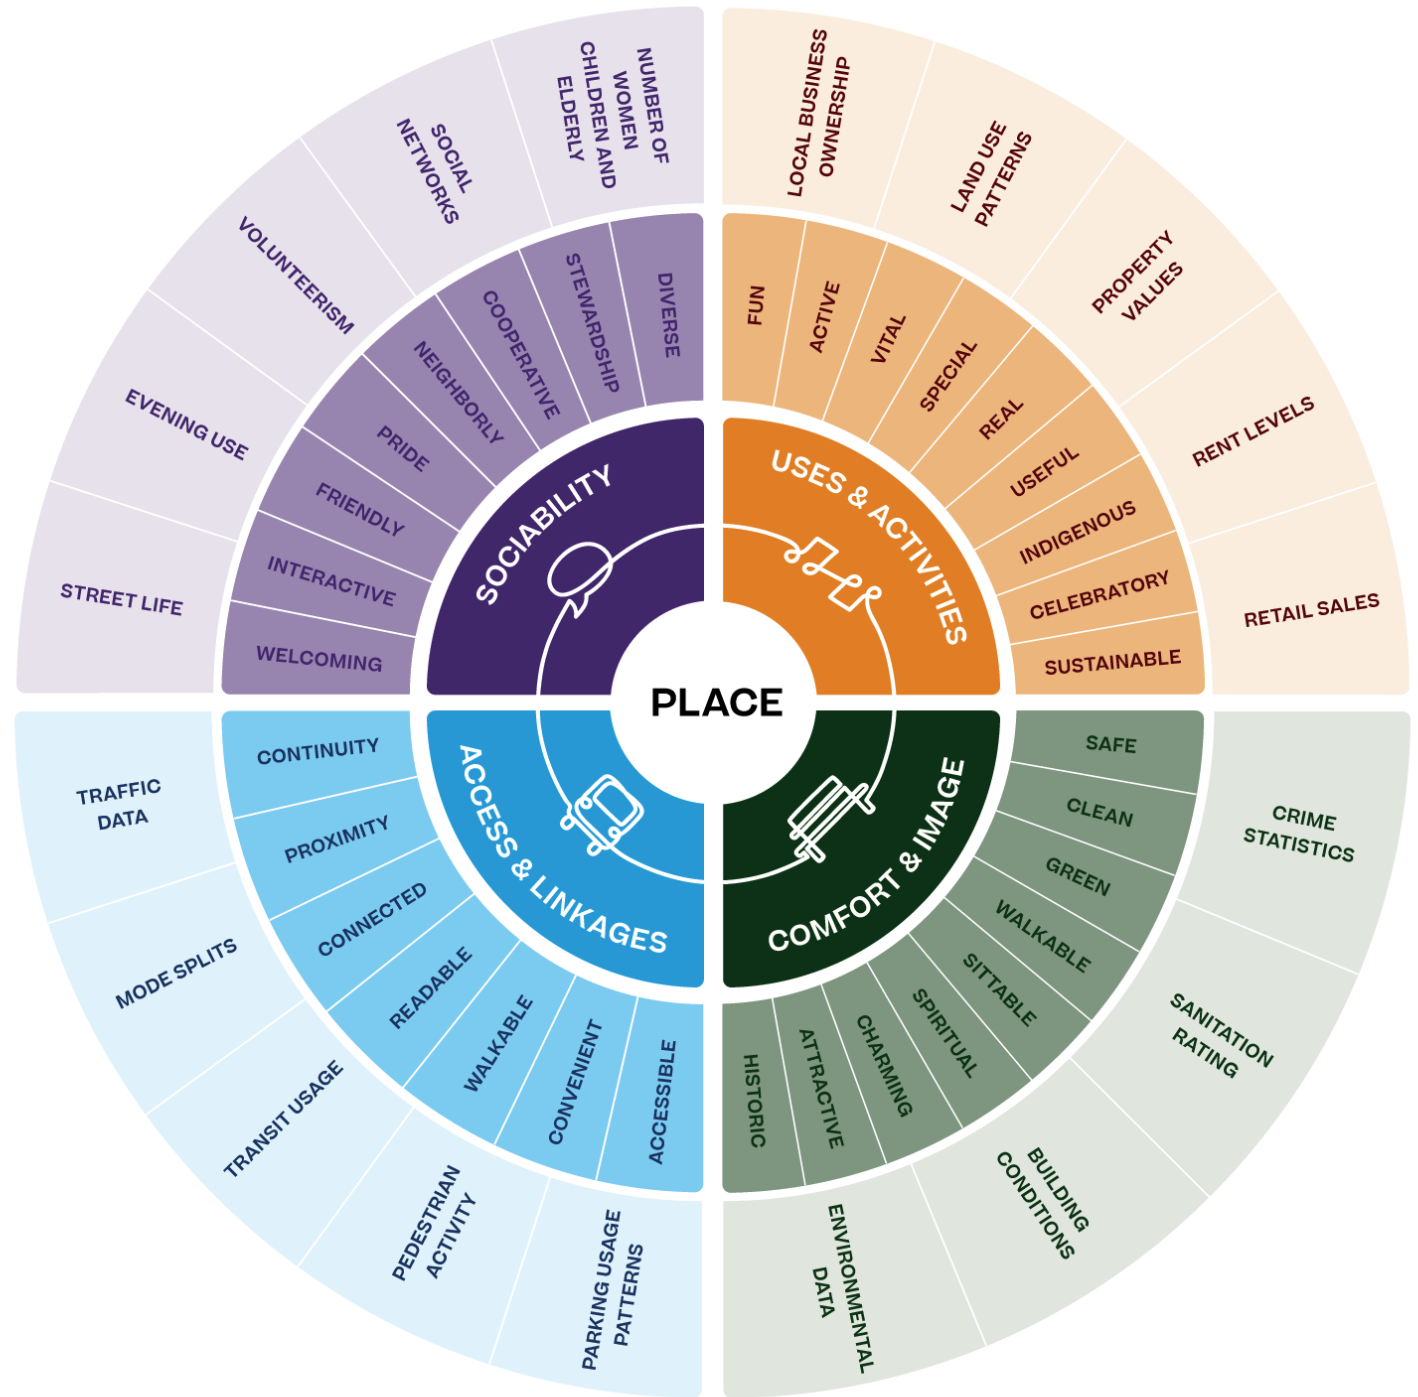 PLACE
SOCIABILITY
USES & ACTIVITIES
ACCESS & LINKAGES
COMFORT & IMAGE
DIVERSE
STEWARDSHIP
COOPERATIVE
NEIGHBORLY
PRIDE
FRIENDLY
INTERACTIVE
WELCOMING
NUMBER OF
WOMEN
CHILDREN AND
ELDERLY
SOCIAL
NETWORKS
VOLUNTEERISM
EVENING USE
STREET LIFE
FUN
ACTIVE
VITAL
SPECIAL
REAL
USEFUL
INDIGENOUS
CELEBRATORY
SUSTAINABLE
LOCAL BUSINESS
OWNERSHIP
LAND USE
PATTERNS
PROPERTY
VALUES
RENT LEVELS
RETAIL SALES
SAFE
CLEAN
GREEN
WALKABLE
SITTABLE
SPIRITUAL
CHARMING
ATTRACTIVE
HISTORIC
CRIME
STATISTICS
SANITATION
RATING
BUILDING
CONDITIONS
ENVIRONMENTAL
DATA
CONTINUITY
PROXIMITY
CONNECTED
READABLE
WALKABLE
CONVENIENT
ACCESSIBLE
TRAFFIC
DATA
MODE SPLITS
TRANSIT USAGE
PEDESTRIAN
ACTIVITY
PARKING USAGE
PATTERNS